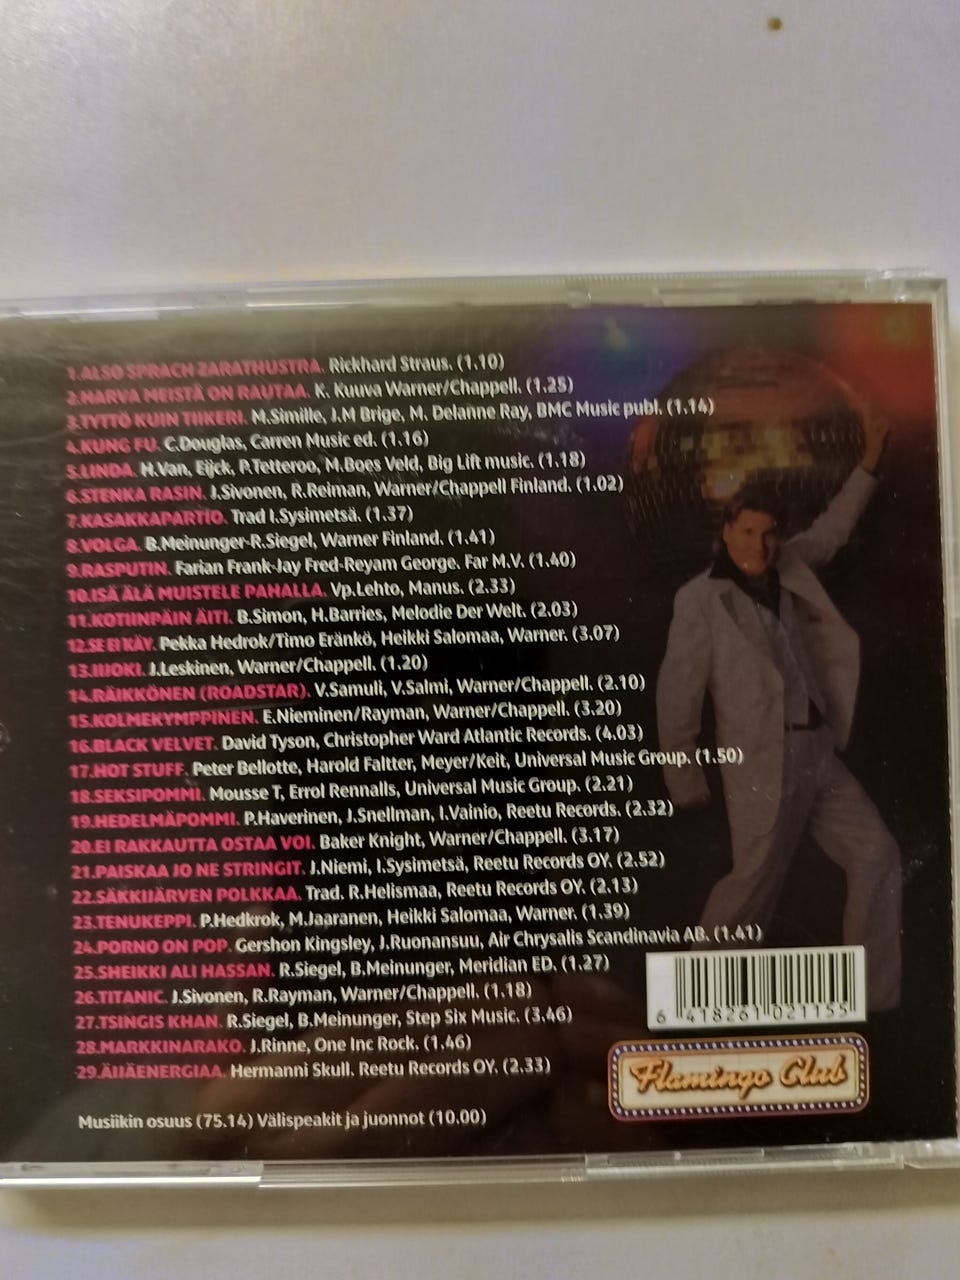 1.ALSO SPRACH ZARATHUSTRA. Rickhard Straus. (1.10)
2.HARVA MEISTÄ ON RAUTAA. K. Kuuva Warner/Chappell. (1.25)
3.TYTTÖ KUIN TIIKERI. M.Simille, J.M Brige, M. Delanne Ray, BMC Music publ. (1.14)
4.KUNG FU. C.Douglas, Carren Music ed. (1.16)
5.LINDA. H.Van, Eijck, P.Tetteroo, M.Boes Veld, Big Lift music. (1.18)
6.STENKA RASIN. J.Sivonen, R.Reiman, Warner/Chappell Finland. (1.02)
7.KASAKKAPARTIO. Trad I.Sysimetsä. (1.37)
8.VOLGA. B.Meinunger-R.Siegel, Warner Finland. (1.41)
9.RASPUTIN. Farian Frank-Jay Fred-Reyam George. Far M.V. (1.40)
10.ISÄ ÄLÄ MUISTELE PAHALLA. Vp.Lehto, Manus. (2.33)
11.KOTIINPÄIN ÄITI. B.Simon, H.Barries, Melodie Der Welt. (2.03)
12.SE EI KÄY. Pekka Hedrok/Timo Eränkö, Heikki Salomaa, Warner. (3.07)
13.IIJOKI. J.Leskinen, Warner/Chappell. (1.20)
14.RÄIKKÖNEN (ROADSTAR). V.Samuli, V.Salmi, Warner/Chappell. (2.10)
15.KOLMEKYMPPINEN. E.Nieminen/Rayman, Warner/Chappell. (3.20)
16.BLACK VELVET. David Tyson, Christopher Ward Atlantic Records. (4.03)
17.HOT STUFF. Peter Bellotte, Harold Faltter, Meyer/Keit, Universal Music Group. (1.50)
18.SEKSIPOMMI. Mousse T, Errol Rennalls, Universal Music Group. (2.21)
19.HEDELMÄPOMMI. P.Haverinen, J.Snellman, I.Vainio, Reetu Records. (2.32)
20.EI RAKKAUTTA OSTAA VOI. Baker Knight, Warner/Chappell. (3.17)
21.PAISKAA JO NE STRINGIT. J.Niemi, I.Sysimetsä, Reetu Records OY. (2.52)
22.SÄKKIJÄRVEN POLKKAA. Trad. R.Helismaa, Reetu Records OY. (2.13)
23.TENUKEPPI. P.Hedkrok, M.Jaaranen, Heikki Salomaa, Warner. (1.39)
24.PORNO ON POP. Gershon Kingsley, J.Ruonansuu, Air Chrysalis Scandinavia AB. (1.41)
25.SHEIKKI ALI HASSAN. R.Siegel, B.Meinunger, Meridian ED. (1.27)
26.TITANIC. J.Sivonen, R.Rayman, Warner/Chappell. (1.18)
27.TSINGIS KHAN. R.Siegel, B.Meinunger, Step Six Music. (3.46)
28.MARKKINARAKO. J.Rinne, One Inc Rock. (1.46)
29.ÄIJÄENERGIAA. Hermanni Skull. Reetu Records OY. (2.33)
6 418261 021155
Flamingo Club
Musiikin osuus (75.14) Välispeakit ja juonnot (10.00)